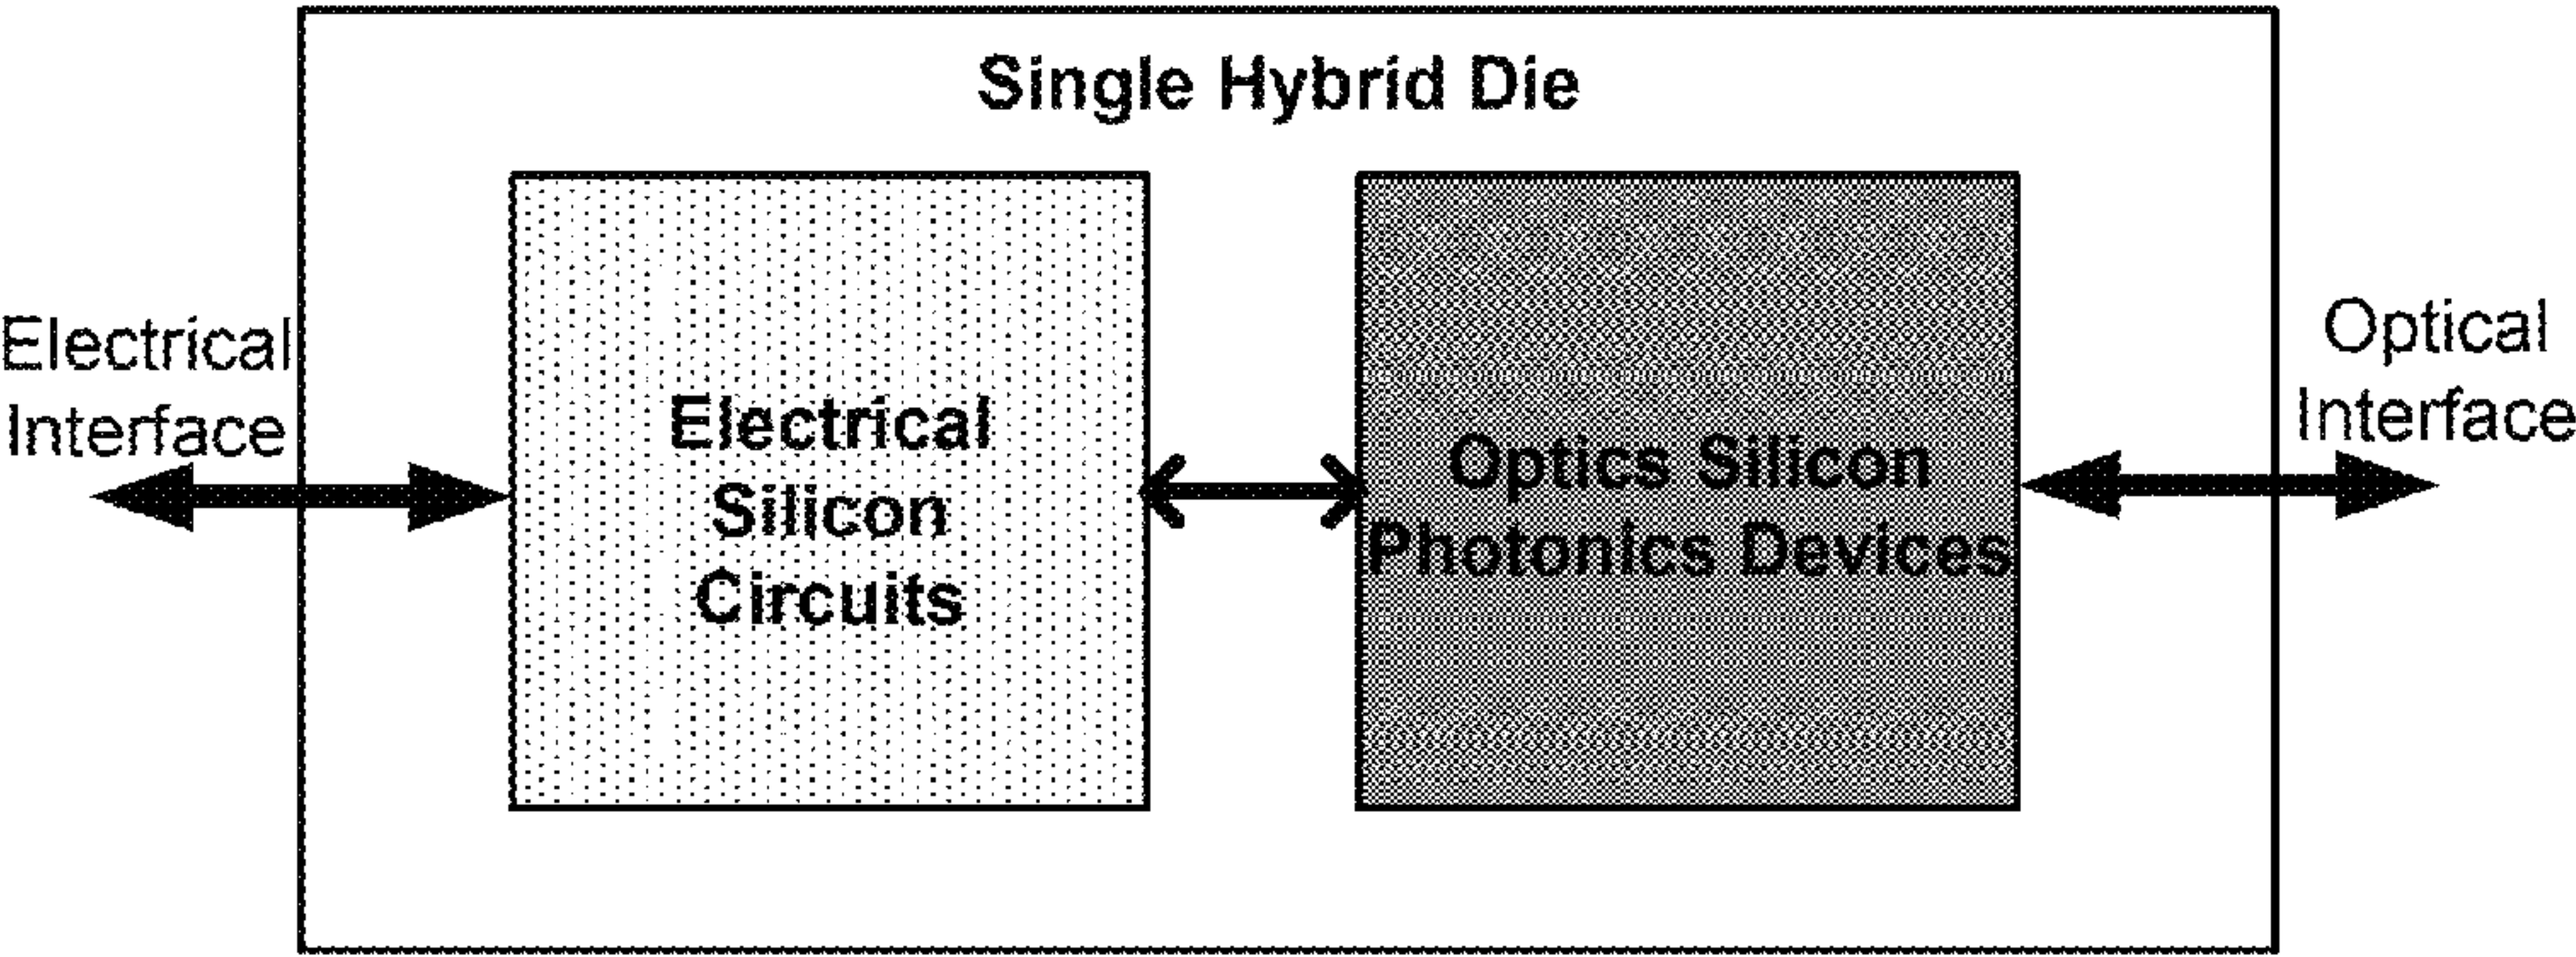 Single Hybrid Die
Electrical
Interface
Electrical
Silicon
Circuits
Optics Silicon
Photonics Devices
Optical
Interface